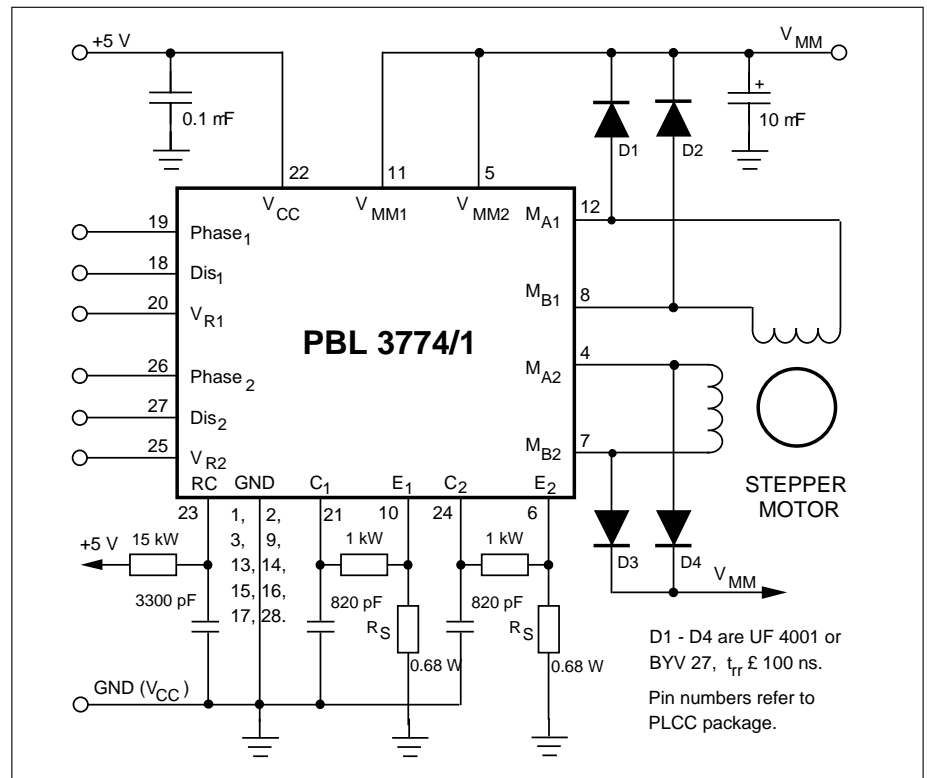 +5 V
V MM
0.1 mF
+
10 mF
D1
D2
22
11
5
V CC
V MM1
V MM2
M A1
12
19
Phase 1
18
Dis 1
M B1
8
20
V R1
PBL 3774/1
M A2
4
26
Phase 2
27
Dis 2
M B2
7
25
V R2
RC
GND
C 1
E 1
C 2
E 2
STEPPER
MOTOR
23
1, 2,
3, 9,
13, 14,
15, 16,
17, 28.
21
10
24
6
+5 V
15 kW
1 kW
1 kW
D3
D4
V MM
3300 pF
820 pF
R S
0.68 W
820 pF
R S
0.68 W
GND (V CC )
D1 - D4 are UF 4001 or
BYV 27, t rr £ 100 ns.
Pin numbers refer to
PLCC package.